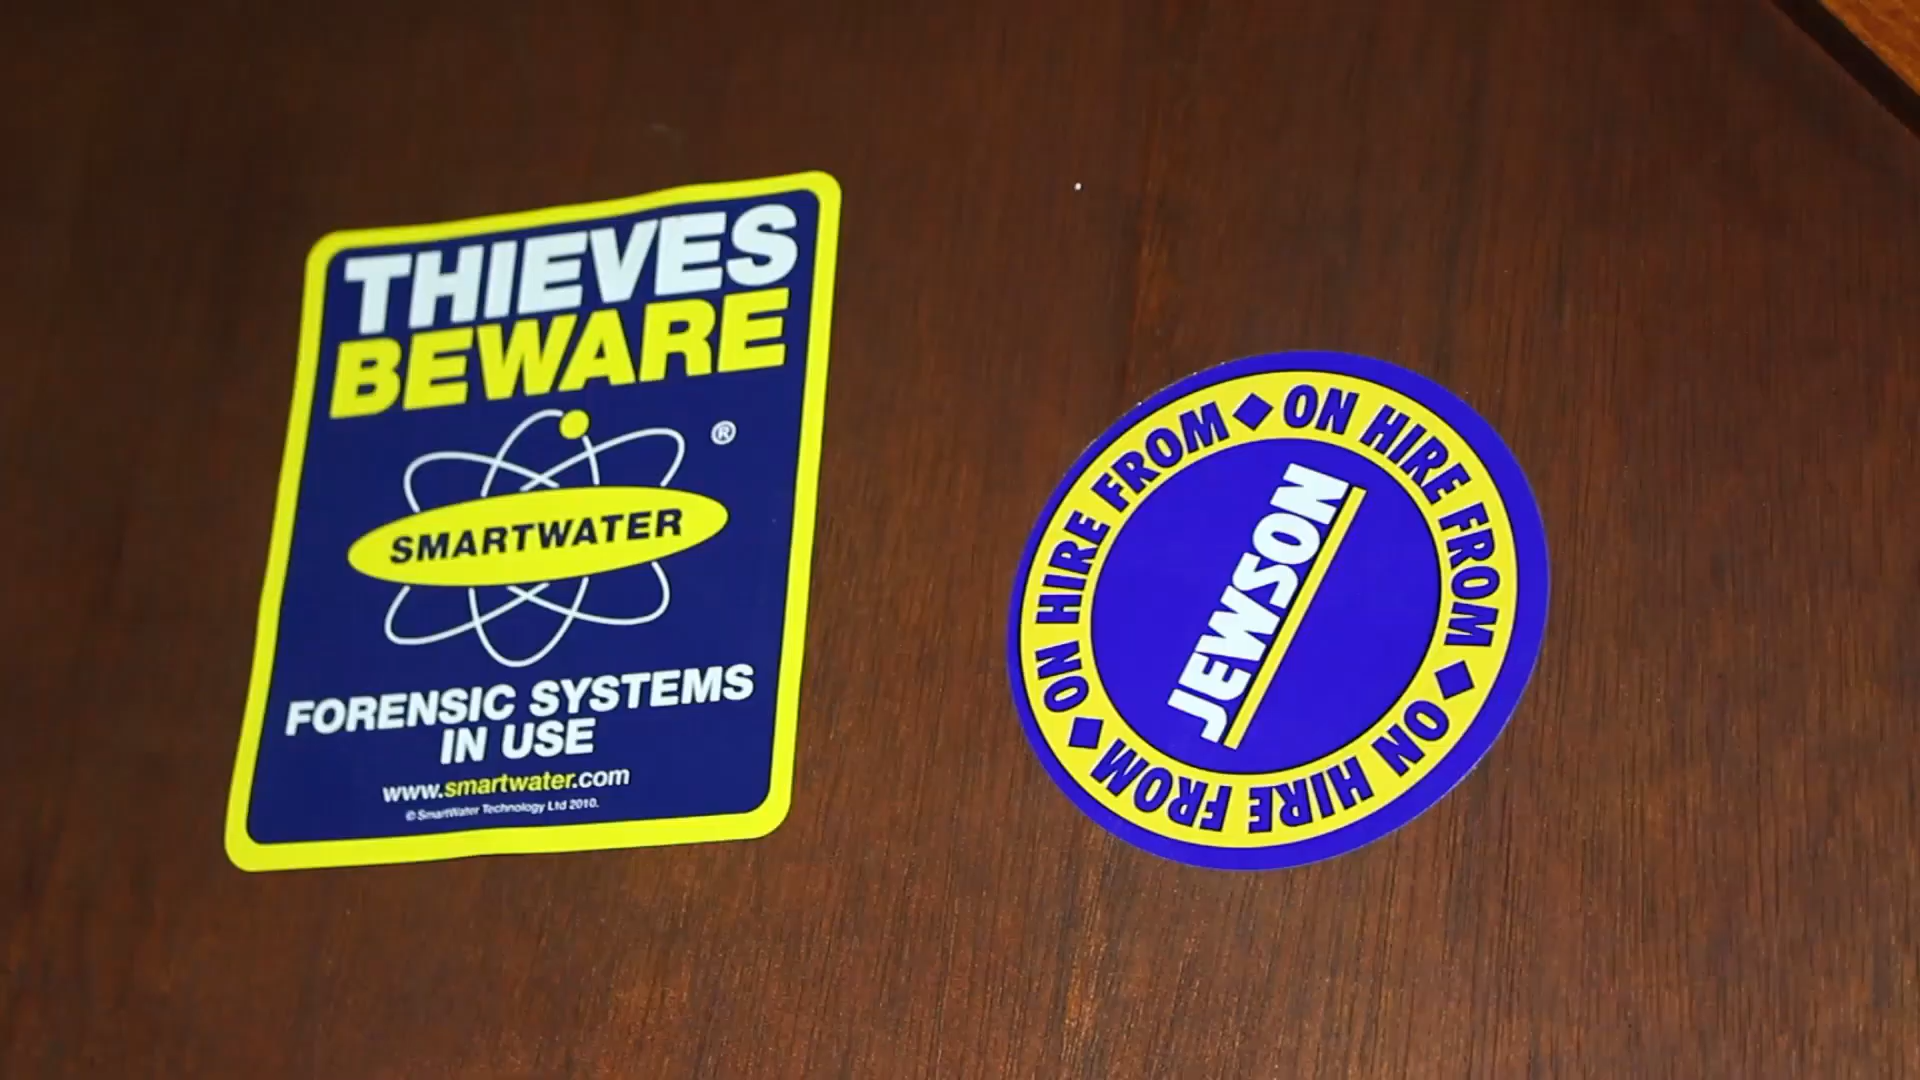 THIEVES
BEWARE
®
SMARTWATER
FORENSIC SYSTEMS
IN USE
www.smartwater.com
© SmartWater Technology Ltd 2010.
ON HIRE FROM ◆ ON HIRE FROM ◆ ON HIRE FROM ◆
JEWSON